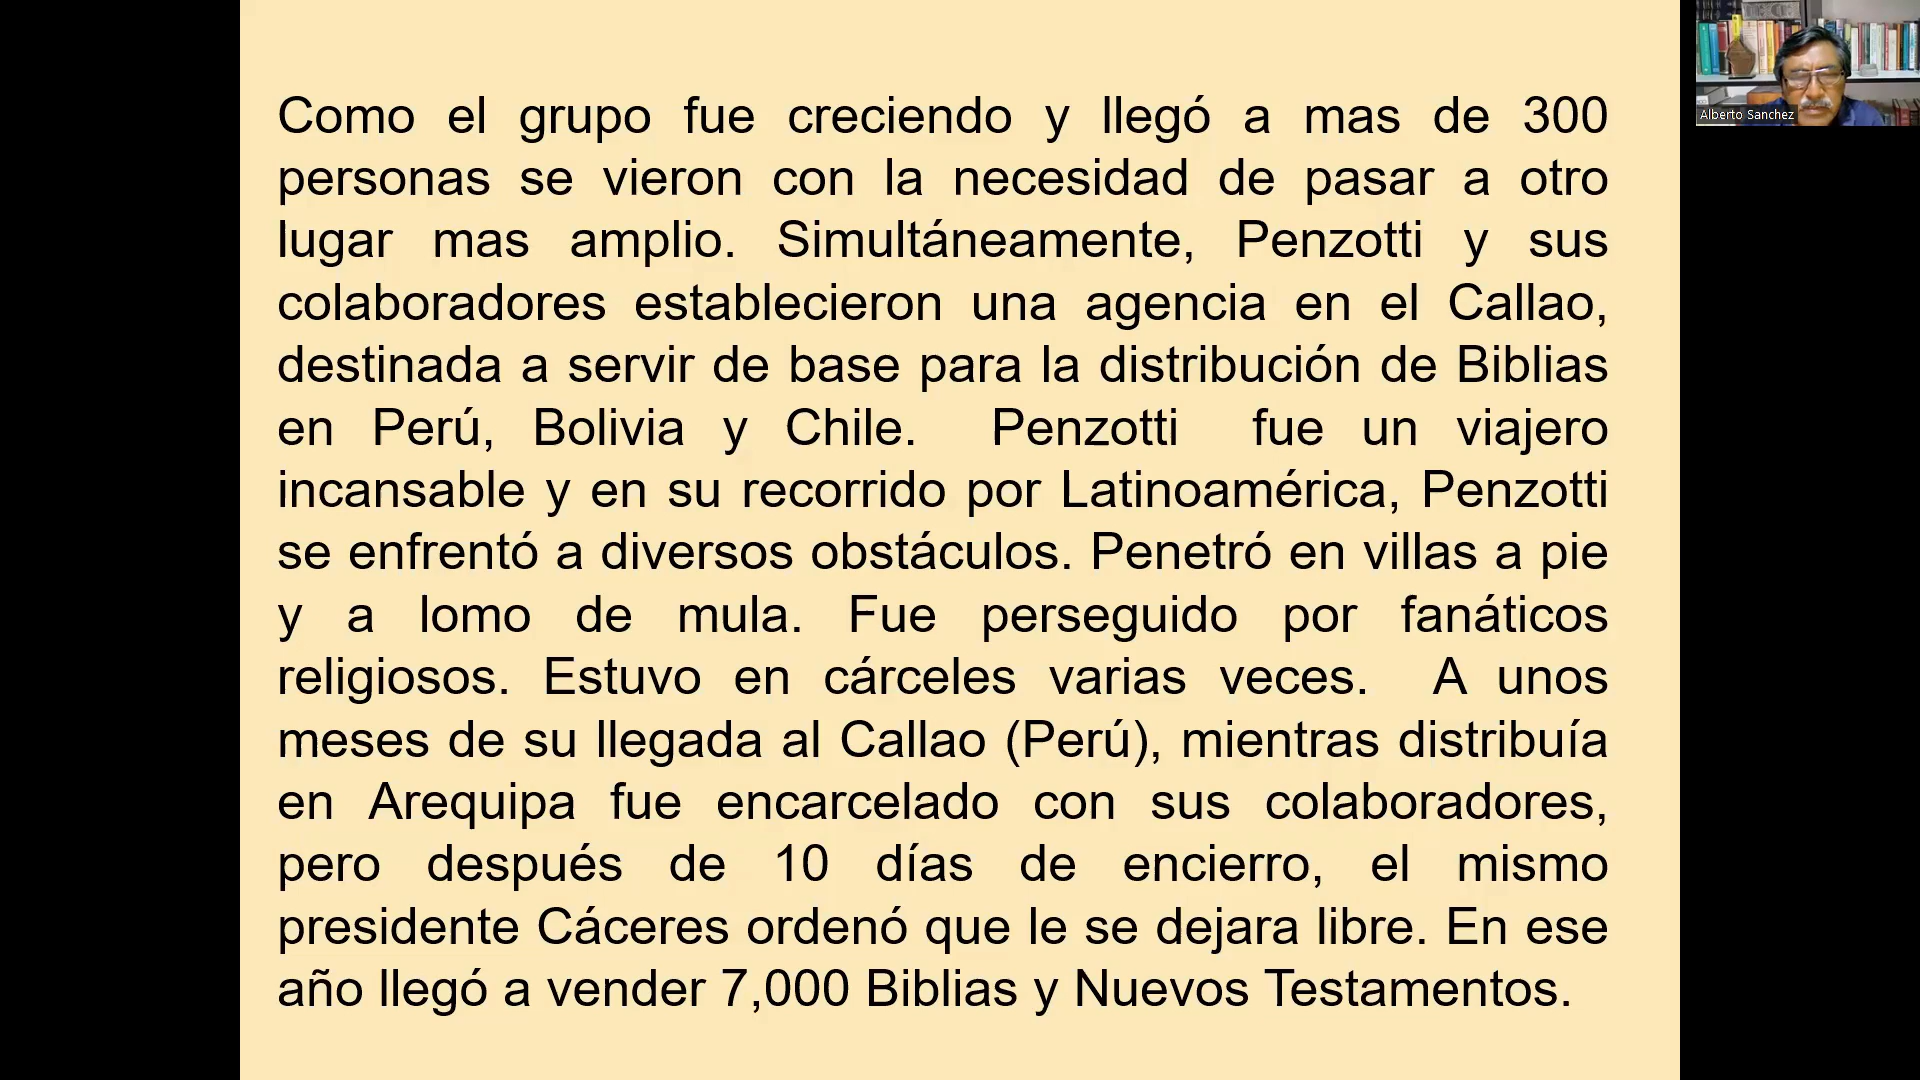 Como el grupo fue creciendo y llegó a mas de 300
personas se vieron con la necesidad de pasar a otro
lugar mas amplio. Simultáneamente, Penzotti y sus
colaboradores establecieron una agencia en el Callao,
destinada a servir de base para la distribución de Biblias
en Perú, Bolivia y Chile. Penzotti fue un viajero
incansable y en su recorrido por Latinoamérica, Penzotti
se enfrentó a diversos obstáculos. Penetró en villas a pie
y a lomo de mula. Fue perseguido por fanáticos
religiosos. Estuvo en cárceles varias veces. A unos
meses de su llegada al Callao (Perú), mientras distribuía
en Arequipa fue encarcelado con sus colaboradores,
pero después de 10 días de encierro, el mismo
presidente Cáceres ordenó que le se dejara libre. En ese
año llegó a vender 7,000 Biblias y Nuevos Testamentos.
Alberto Sanchez